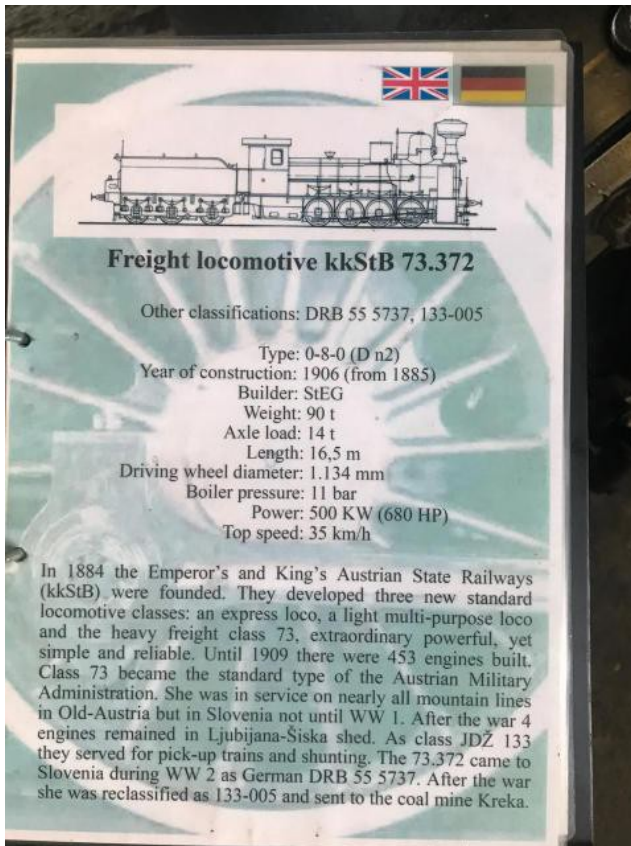 Freight locomotive kkStB 73.372
Other classifications: DRB 55 5737, 133-005
Type: 0-8-0 (D n2)
Year of construction: 1906 (from 1885)
Builder: StEG
Weight: 90 t
Axle load: 14 t
Length: 16,5 m
Driving wheel diameter: 1.134 mm
Boiler pressure: 11 bar
Power: 500 KW (680 HP)
Top speed: 35 km/h
In 1884 the Emperor's and King's Austrian State Railways
(kkStB) were founded. They developed three new standard
locomotive classes: an express loco, a light multi-purpose loco
and the heavy freight class 73, extraordinary powerful, yet
simple and reliable. Until 1909 there were 453 engines built.
Class 73 became the standard type of the Austrian Military
Administration. She was in service on nearly all mountain lines
in Old-Austria but in Slovenia not until WW 1. After the war 4
engines remained in Ljubijana-Šiska shed. As class JDŽ 133
they served for pick-up trains and shunting. The 73.372 came to
Slovenia during WW 2 as German DRB 55 5737. After the war
she was reclassified as 133-005 and sent to the coal mine Kreka.